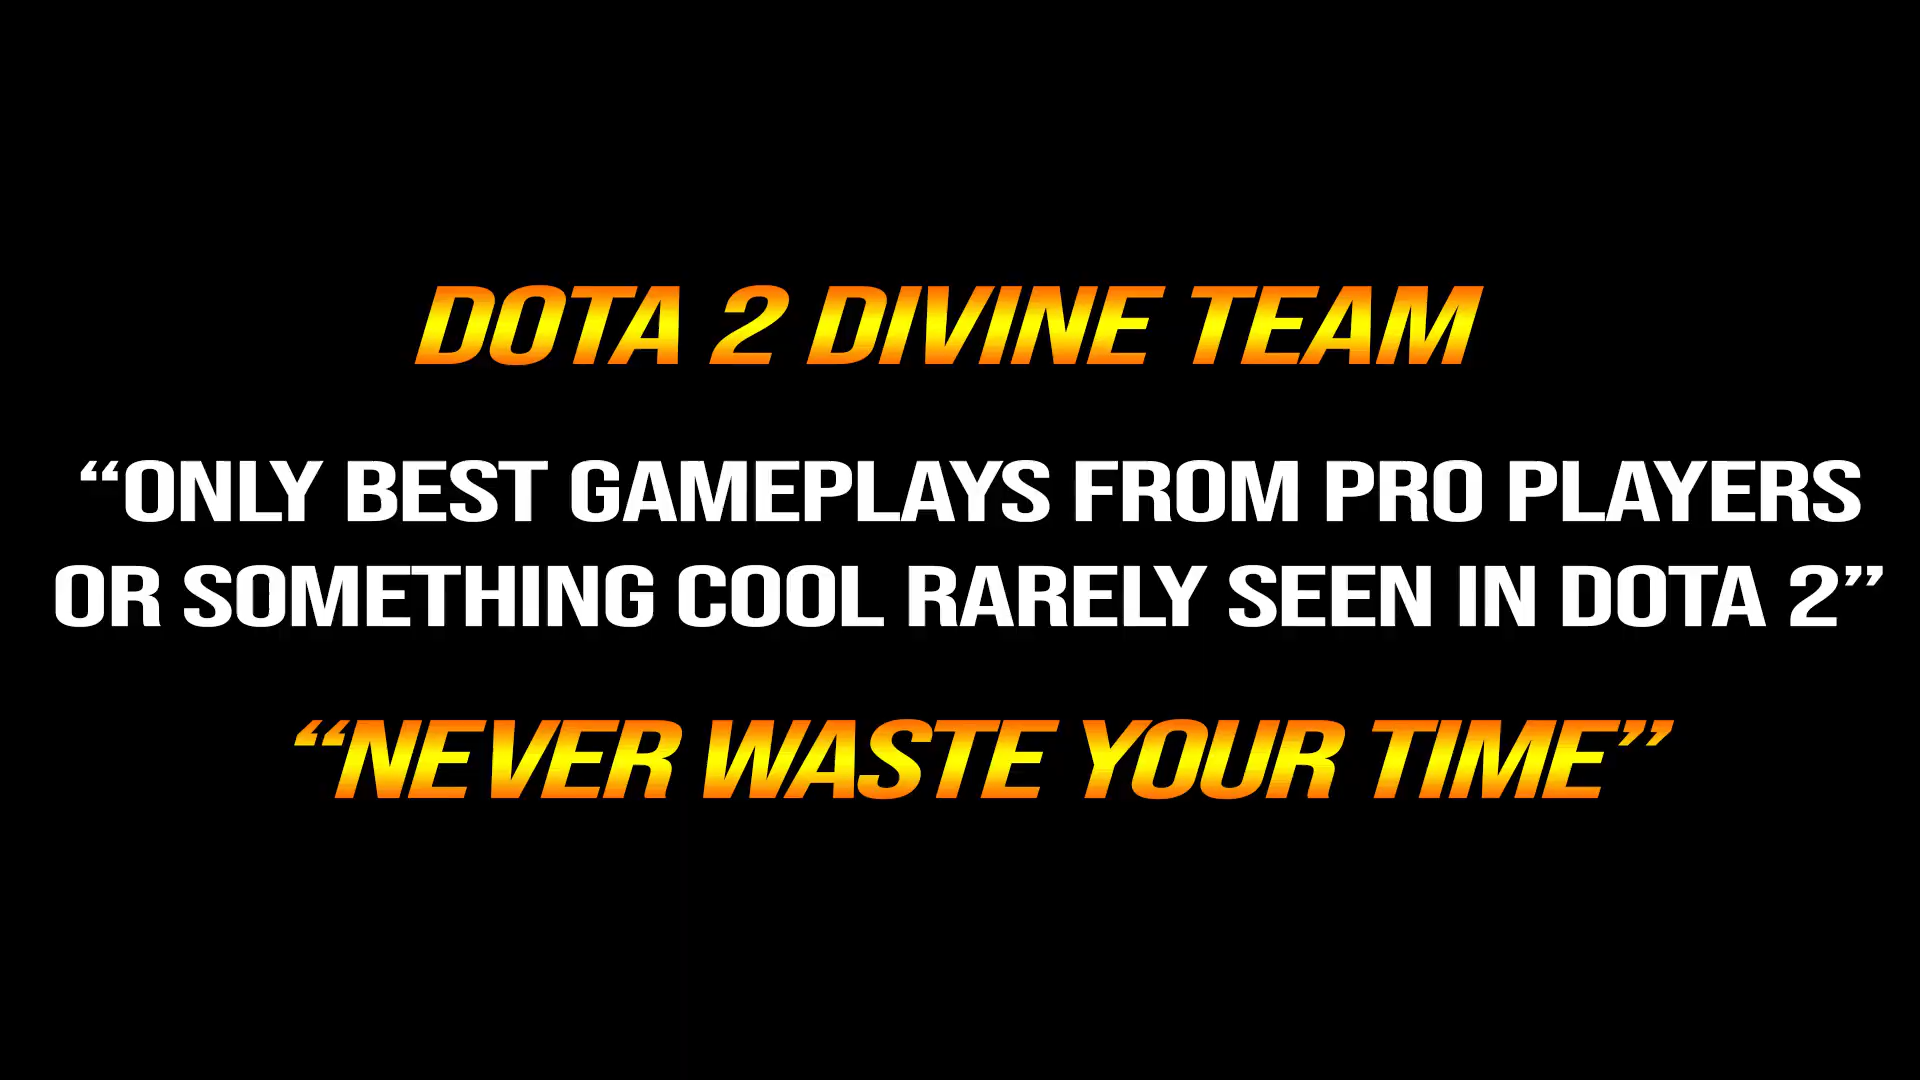 DOTA 2 DIVINE TEAM
“ONLY BEST GAMEPLAYS FROM PRO PLAYERS
OR SOMETHING COOL RARELY SEEN IN DOTA 2”
“NEVER WASTE YOUR TIME”